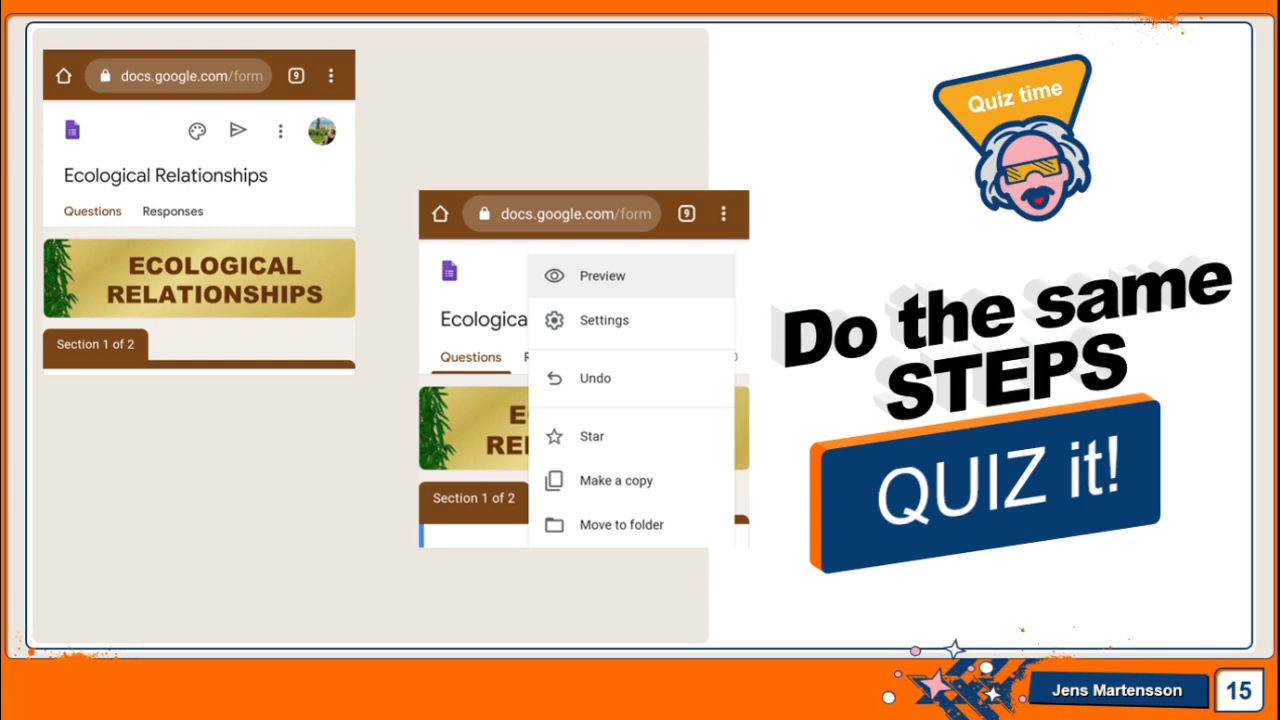 docs.google.com/form
9
Ecological Relationships
Questions Responses
ECOLOGICAL
RELATIONSHIPS
Section 1 of 2
docs.google.com/form
9
Preview
Settings
Ecologica
Questions
Undo
E
REI
Star
Make a copy
Section 1 of 2
Move to folder
Quiz time
Do the same
STEPS
QUIZ it!
Jens Martensson
15